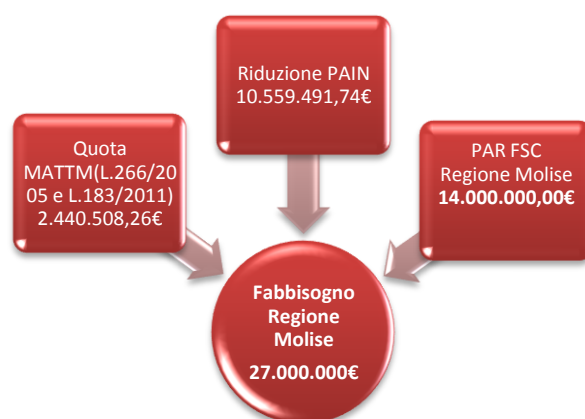 Riduzione PAIN
10.559.491,74€
Quota
MATTM(L.266/20
05 e L.183/2011)
2.440.508,26€
PAR FSC
Regione Molise
14.000.000,00€
Fabbisogno
Regione
Molise
27.000.000€